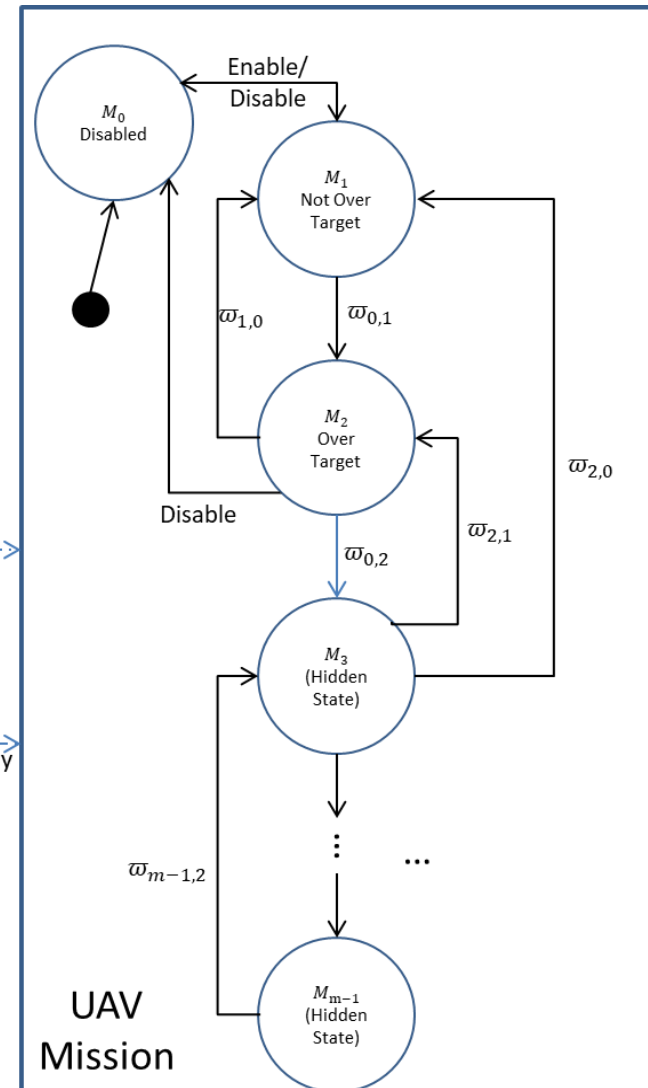 Enable/
Disable
M₀
Disabled
M₁
Not Over
Target
ϖ₁,₀
ϖ₀,₁
M₂
Over
Target
ϖ₂,₀
Disable
ϖ₂,₁
ϖ₀,₂
M₃
(Hidden
State)
y
⋮
...
ϖₘ₋₁,₂
Mₘ₋₁
(Hidden
State)
UAV
Mission